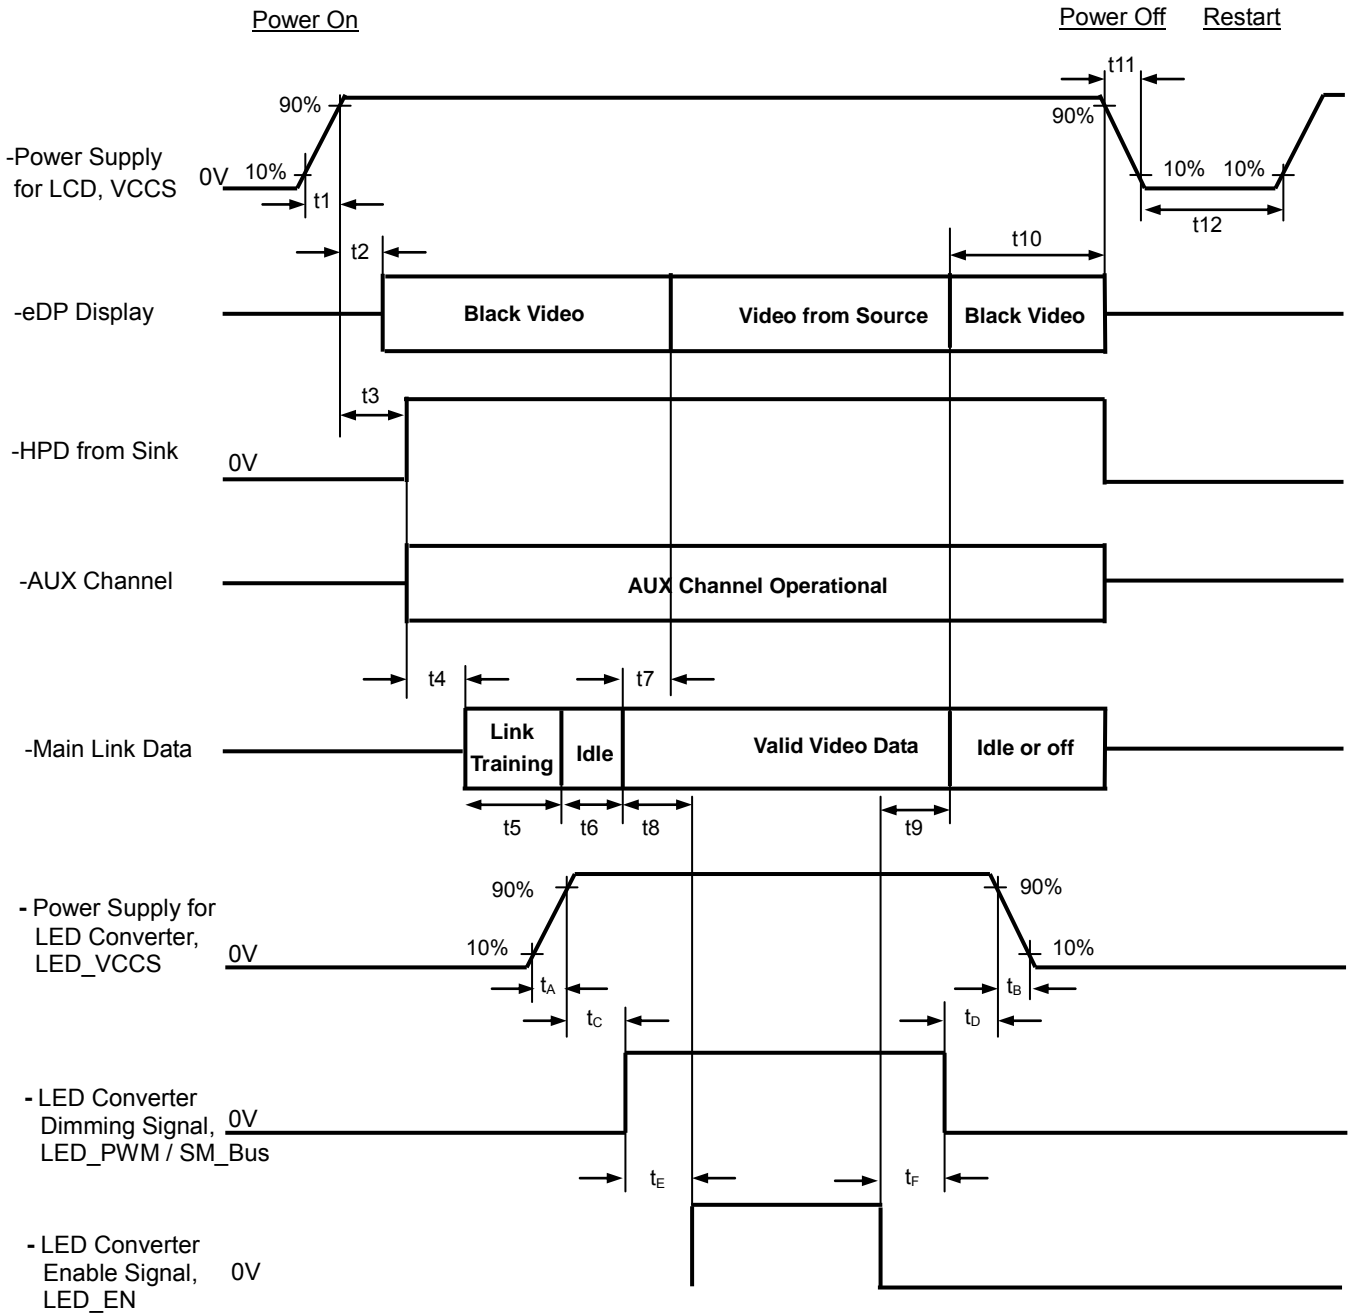 Power On
Power Off
Restart
t11
90%
90%
-Power Supply
for LCD, VCCS
0V
10%
10%
10%
t1
t12
t2
t10
-eDP Display
Black Video
Video from Source
Black Video
t3
-HPD from Sink
0V
-AUX Channel
AUX Channel Operational
t4
t7
-Main Link Data
Link
Training
Idle
Valid Video Data
Idle or off
t5
t6
t8
t9
90%
90%
- Power Supply for
LED Converter,
LED_VCCS
0V
10%
10%
tA
tB
tC
tD
- LED Converter
Dimming Signal,
LED_PWM / SM_Bus
0V
tE
tF
- LED Converter
Enable Signal,
LED_EN
0V